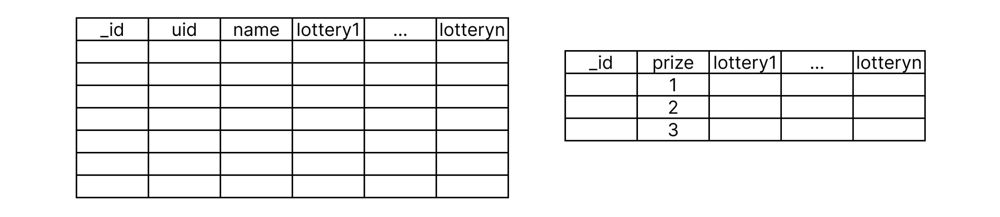 _id uid name lottery1 ... lotteryn
_id prize lottery1 ... lotteryn
1
2
3